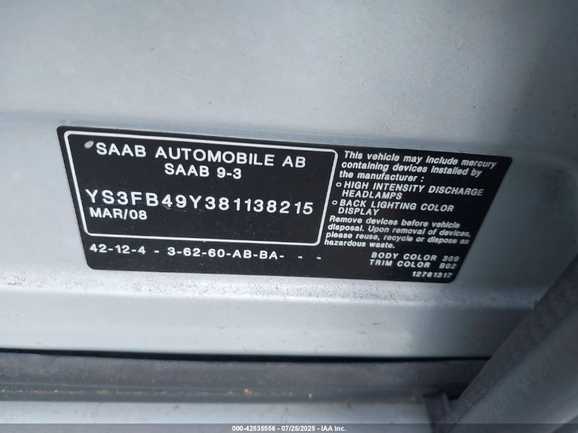 SAAB AUTOMOBILE AB
SAAB 9-3
YS3FB49Y381138215
MAR/08
42-12-4 - 3-62-60-AB-BA- - -
This vehicle may include mercury
containing devices installed by
the manufacturer :
○HIGH INTENSITY DISCHARGE
HEADLAMPS
○BACK LIGHTING COLOR
DISPLAY
Remove devices before vehicle
disposal. Upon removal of devices,
please reuse, recycle or dispose as
hazardous waste.
BODY COLOR 309
TRIM COLOR B02
12781317
000-42535556 - 07/25/2025 - IAA Inc.